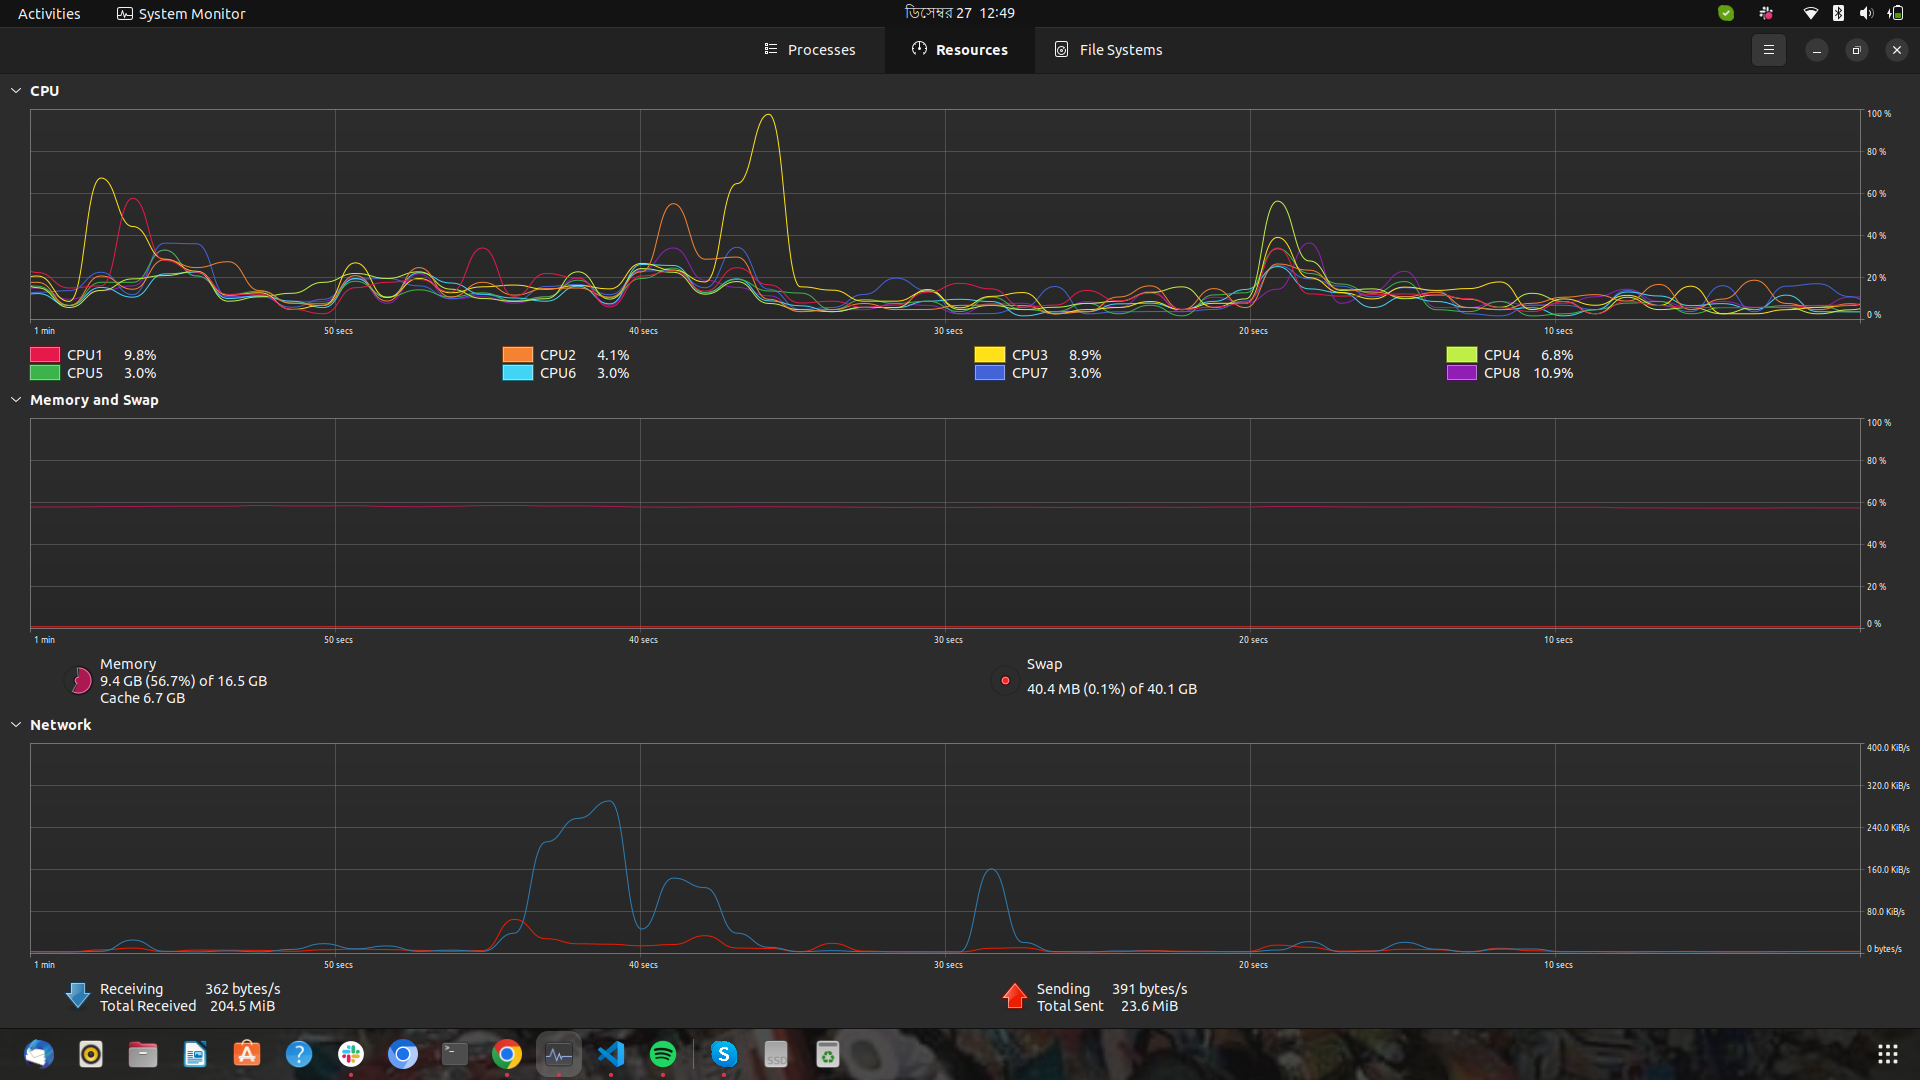 Activities System Monitor ডিসেম্বর 27 12:49
Processes Resources File Systems
CPU
100 %
80 %
60 %
40 %
20 %
0 %
1 min 50 secs 40 secs 30 secs 20 secs 10 secs
CPU1 9.8% CPU2 4.1% CPU3 8.9% CPU4 6.8%
CPU5 3.0% CPU6 3.0% CPU7 3.0% CPU8 10.9%
Memory and Swap
100 %
80 %
60 %
40 %
20 %
0 %
1 min 50 secs 40 secs 30 secs 20 secs 10 secs
Memory
9.4 GB (56.7%) of 16.5 GB
Cache 6.7 GB
Swap
40.4 MB (0.1%) of 40.1 GB
Network
400.0 KiB/s
320.0 KiB/s
240.0 KiB/s
160.0 KiB/s
80.0 KiB/s
0 bytes/s
1 min 50 secs 40 secs 30 secs 20 secs 10 secs
Receiving 362 bytes/s
Total Received 204.5 MiB
Sending 391 bytes/s
Total Sent 23.6 MiB
SSD